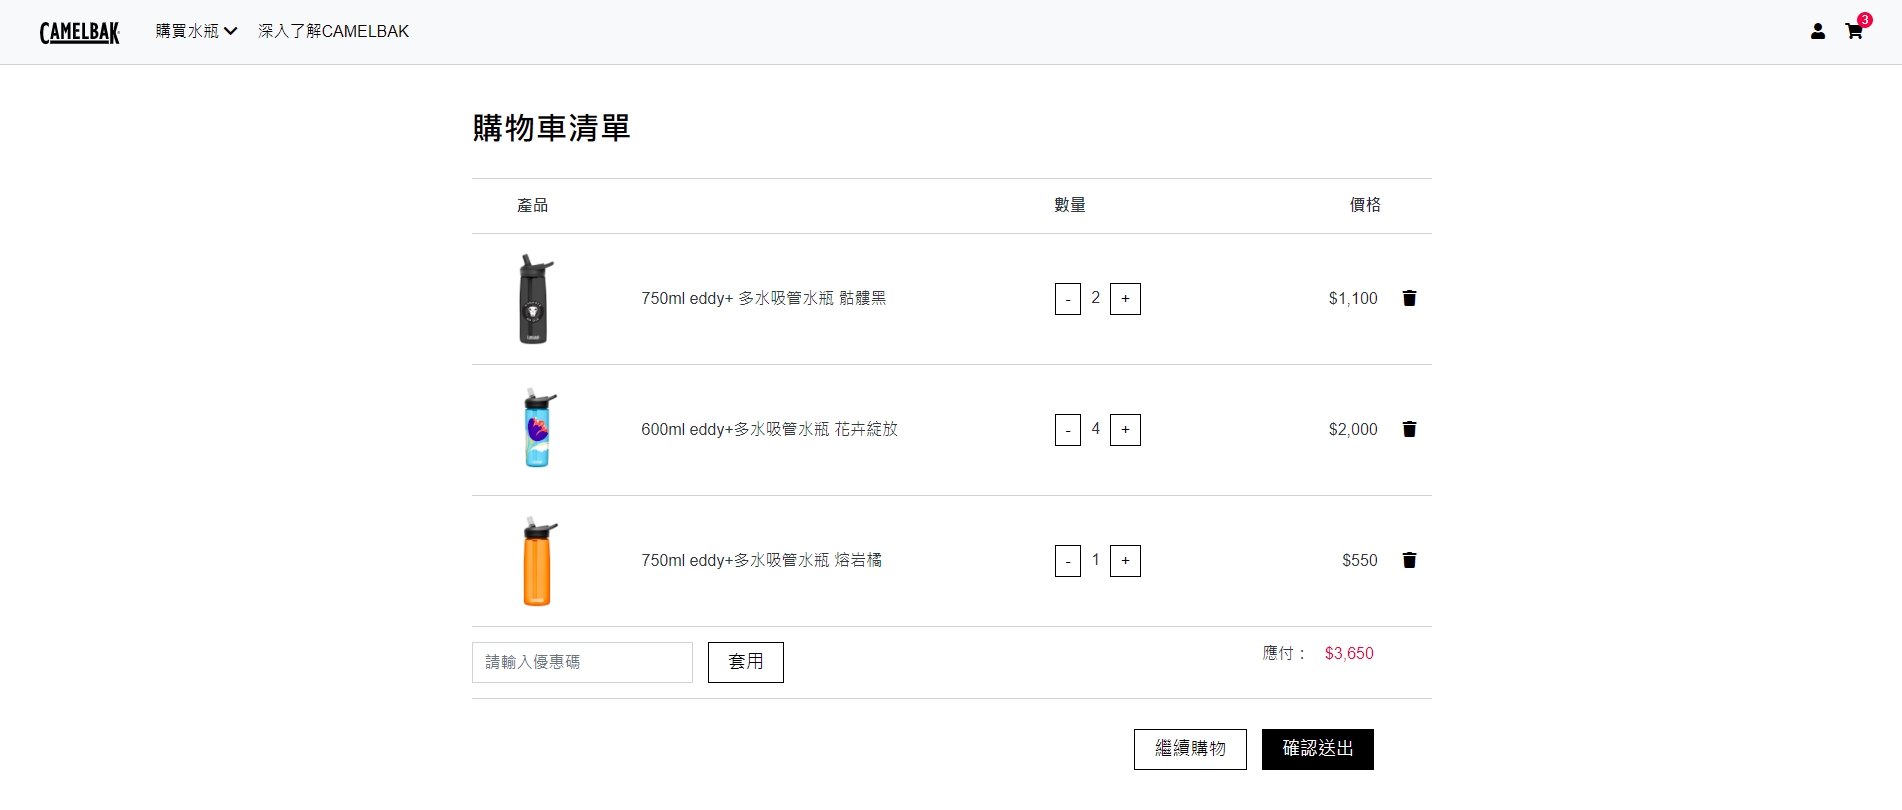 CAMELBAK 購買水瓶 深入了解CAMELBAK 3
購物車清單
產品 數量 價格
750ml eddy+ 多水吸管水瓶 骷髏黑 - 2 + $1,100
600ml eddy+多水吸管水瓶 花卉綻放 - 4 + $2,000
750ml eddy+多水吸管水瓶 熔岩橘 - 1 + $550
請輸入優惠碼 套用 應付： $3,650
繼續購物 確認送出